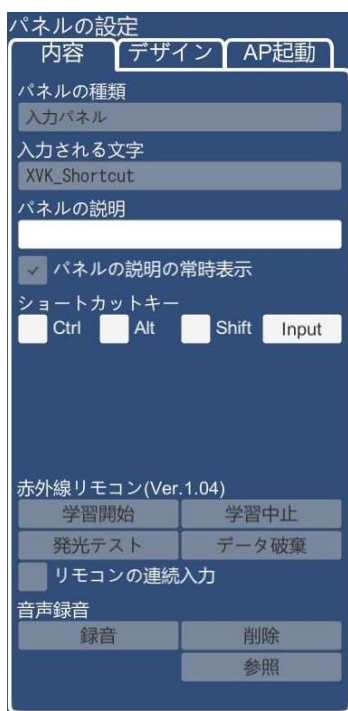 パネルの設定
内容 デザイン AP起動
パネルの種類
入力パネル
入力される文字
XVK_Shortcut
パネルの説明
パネルの説明の常時表示
ショートカットキー
Ctrl Alt Shift Input
赤外線リモコン(Ver.1.04)
学習開始 学習中止
発光テスト データ破棄
リモコンの連続入力
音声録音
録音 削除
参照